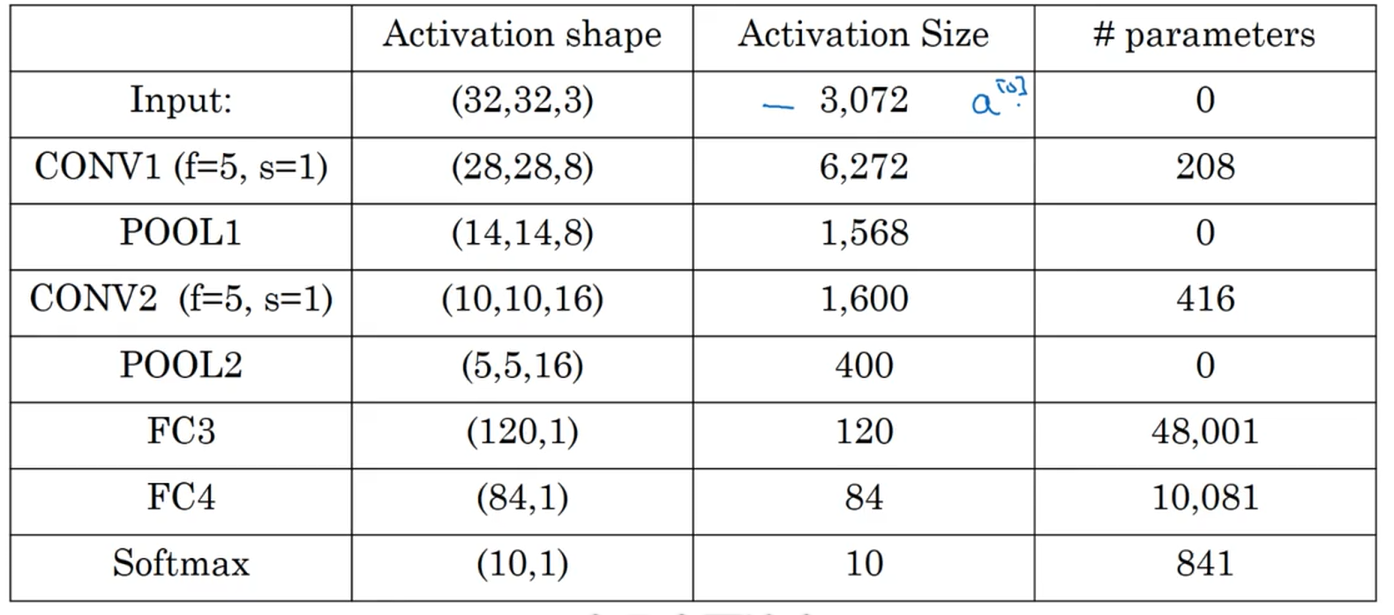 Activation shape Activation Size # parameters
Input: (32,32,3) — 3,072 a[0] 0
CONV1 (f=5, s=1) (28,28,8) 6,272 208
POOL1 (14,14,8) 1,568 0
CONV2 (f=5, s=1) (10,10,16) 1,600 416
POOL2 (5,5,16) 400 0
FC3 (120,1) 120 48,001
FC4 (84,1) 84 10,081
Softmax (10,1) 10 841